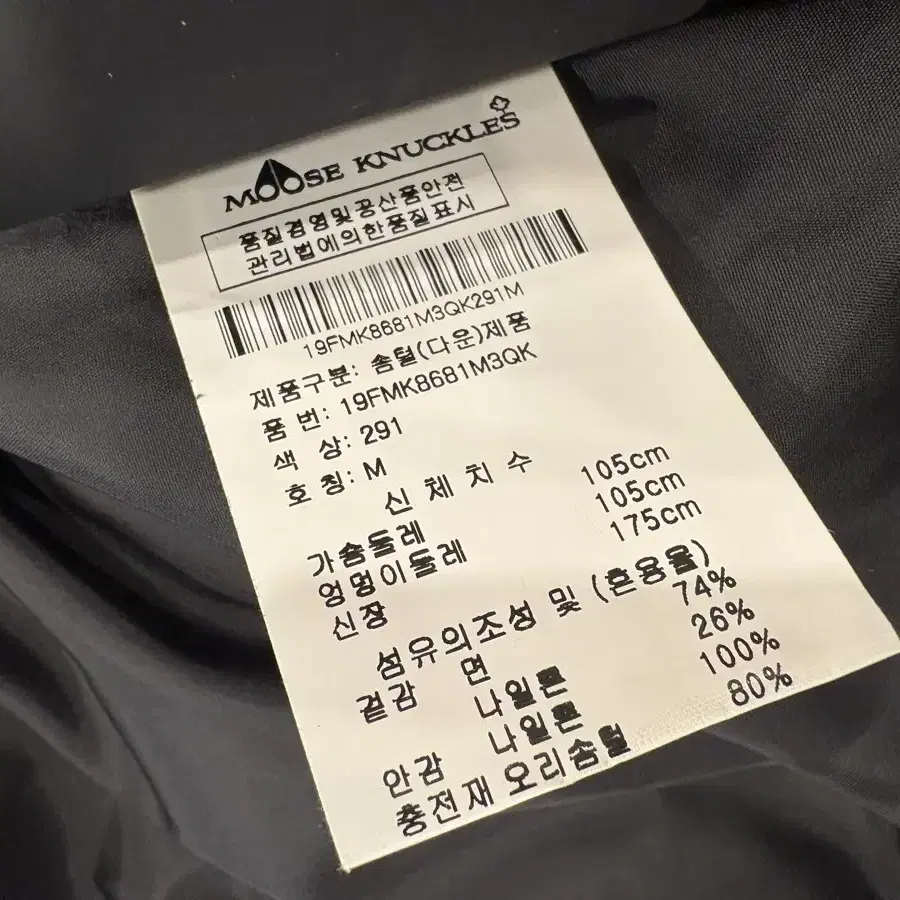 MOOSE KNUCKLES
품질경영및공산품안전
관리법에의한품질표시
19FMK8681M3QK291M
제품구분: 솜털(다운)제품
품 번: 19FMK8681M3QK
색 상: 291
호 칭: M
신 체 치 수
가슴둘레 105cm
엉덩이둘레 105cm
신장 175cm
섬유의조성 및 (혼용율)
겉감 면 74%
나일론 26%
안감 나일론 100%
충전재 오리솜털 80%